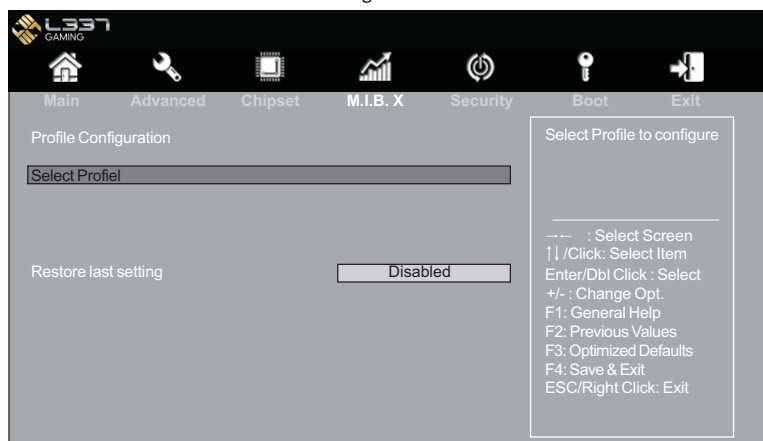 L337
GAMING
Main Advanced Chipset M.I.B. X Security Boot Exit
Profile Configuration
Select Profiel
Restore last setting Disabled
Select Profile to configure
→← : Select Screen
↑↓/Click: Select Item
Enter/Dbl Click : Select
+/- : Change Opt.
F1: General Help
F2: Previous Values
F3: Optimized Defaults
F4: Save & Exit
ESC/Right Click: Exit